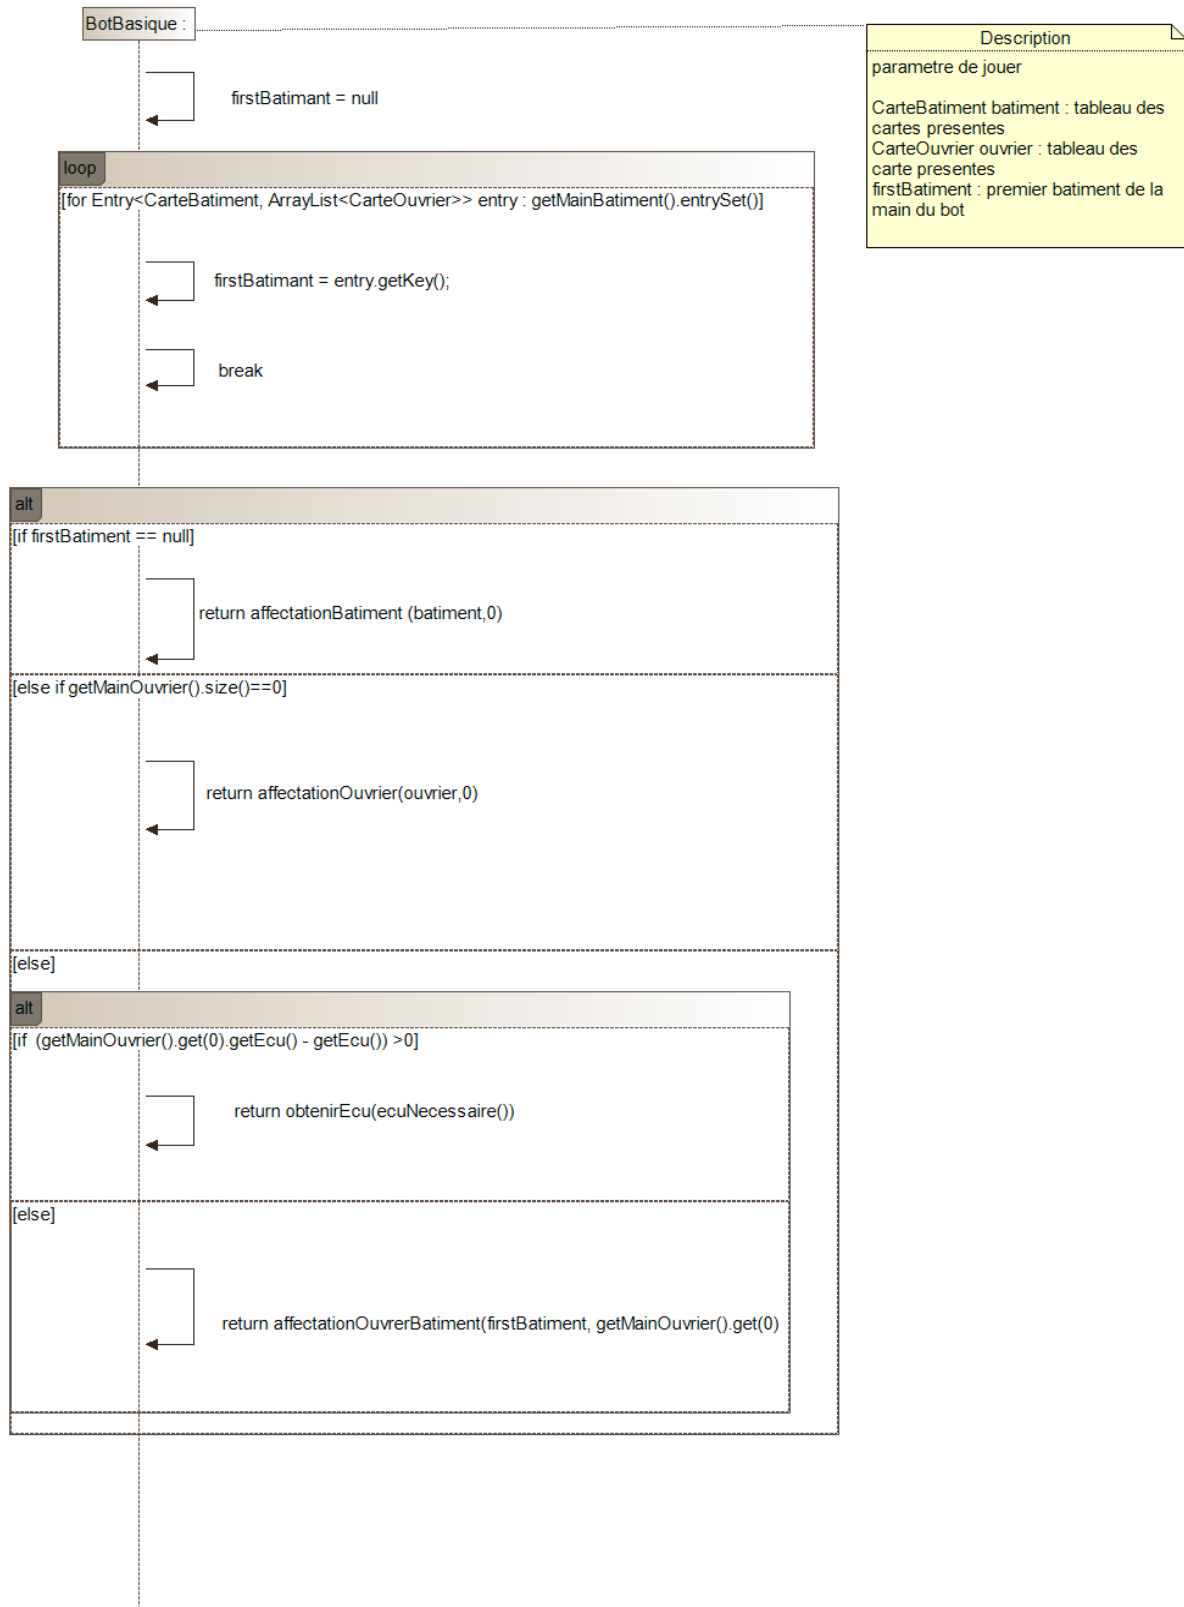 BotBasique :
Description
parametre de jouer
CarteBatiment batiment : tableau des
cartes presentes
CarteOuvrier ouvrier : tableau des
carte presentes
firstBatiment : premier batiment de la
main du bot
firstBatimant = null
loop
[for Entry<CarteBatiment, ArrayList<CarteOuvrier>> entry : getMainBatiment().entrySet()]
firstBatimant = entry.getKey();
break
alt
[if firstBatiment == null]
return affectationBatiment (batiment,0)
[else if getMainOuvrier().size()==0]
return affectationOuvrier(ouvrier,0)
[else]
alt
[if  (getMainOuvrier().get(0).getEcu() - getEcu()) >0]
return obtenirEcu(ecuNecessaire())
[else]
return affectationOuvrerBatiment(firstBatiment, getMainOuvrier().get(0)